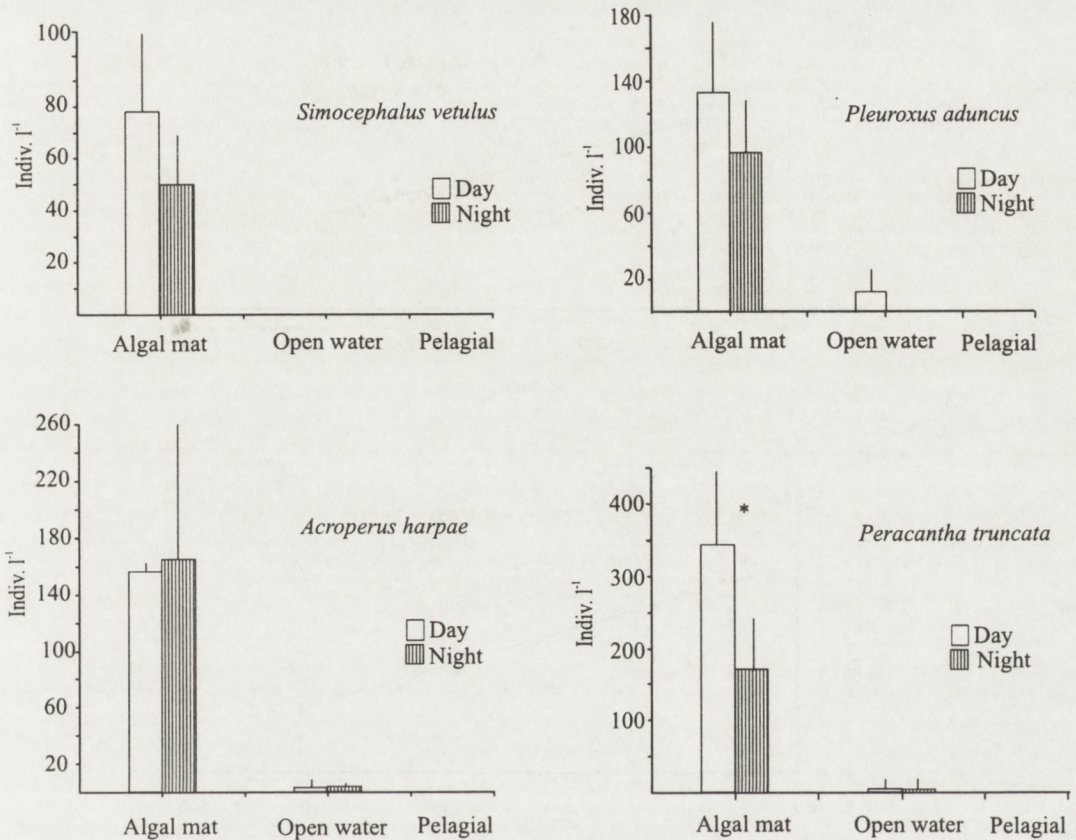 100
80
60
40
20
Indiv. l⁻¹
Simocephalus vetulus
Day
Night
Algal mat Open water Pelagial
180
140
100
60
20
Indiv. l⁻¹
Pleuroxus aduncus
Day
Night
Algal mat Open water Pelagial
260
220
180
160
140
100
60
20
Indiv. l⁻¹
Acroperus harpae
Day
Night
Algal mat Open water Pelagial
400
300
200
100
Indiv. l⁻¹
*
Peracantha truncata
Day
Night
Algal mat Open water Pelagial